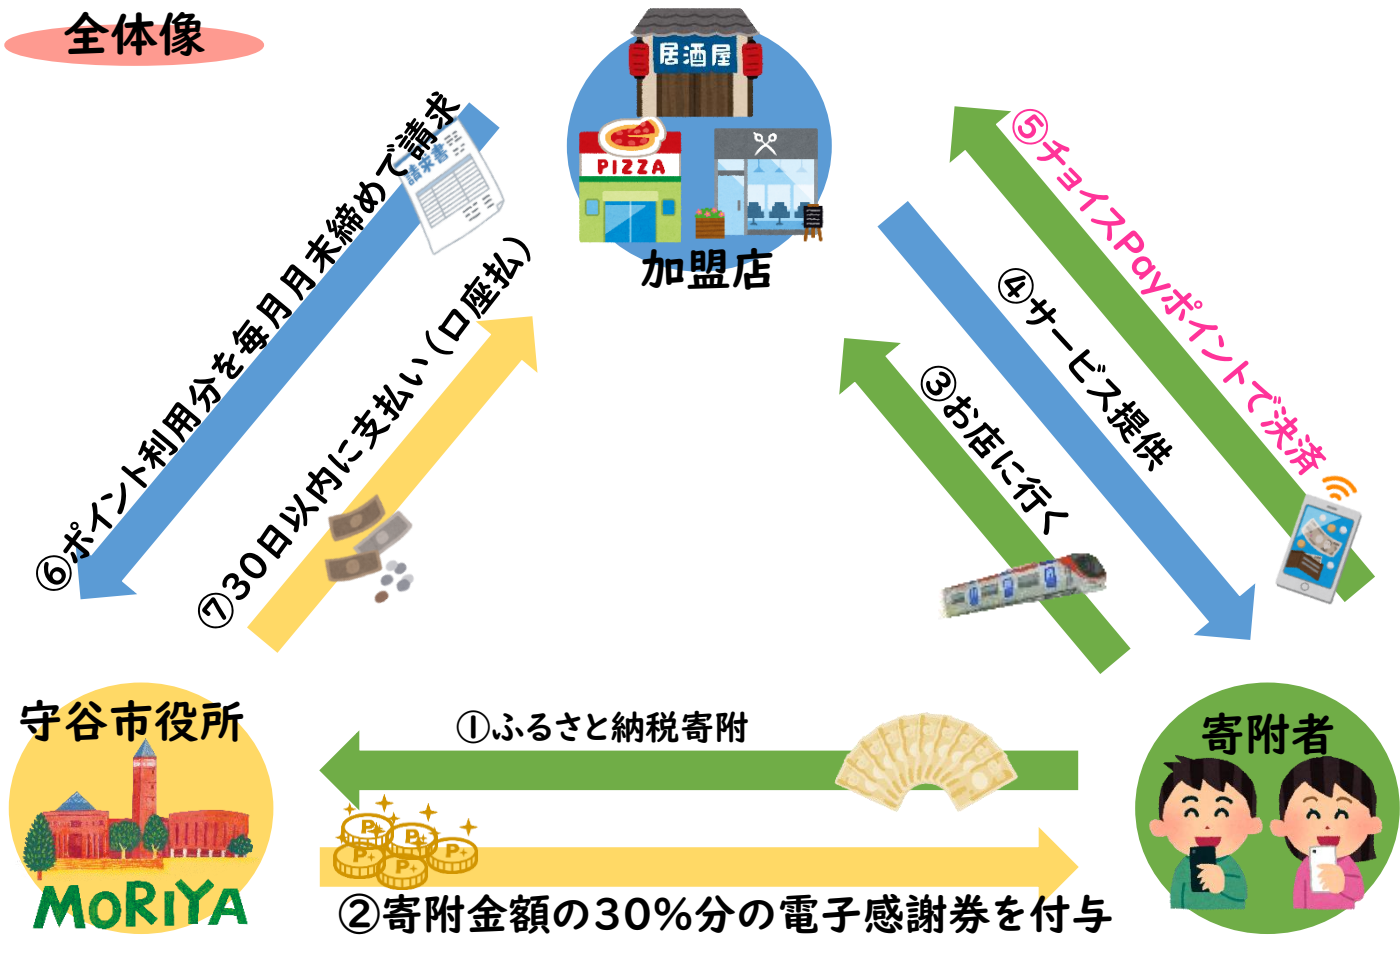 全体像
居酒屋
PIZZA
加盟店
⑥ポイント利用分を毎月月末締めで請求
請求書
⑦30日以内に支払い（口座払）
③お店に行く
④サービス提供
⑤チョイスPayポイントで決済
守谷市役所
MORIYA
①ふるさと納税寄附
P
P
P
P
P
②寄附金額の30%分の電子感謝券を付与
寄附者